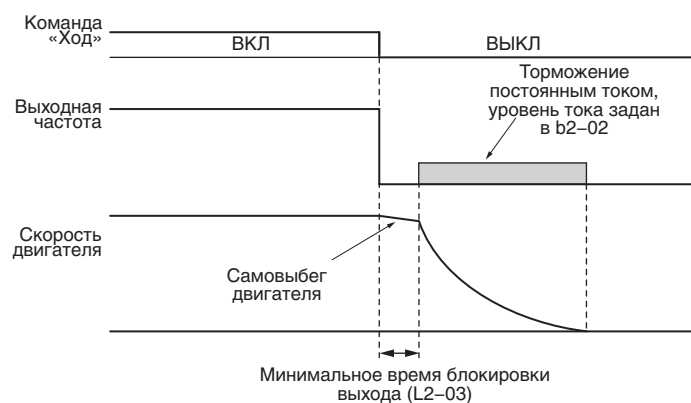 Команда
«Ход»
ВКЛ
ВЫКЛ
Торможение
постоянным током,
уровень тока задан
в b2–02
Выходная
частота
Скорость
двигателя
Самовыбег
двигателя
Минимальное время блокировки
выхода (L2–03)